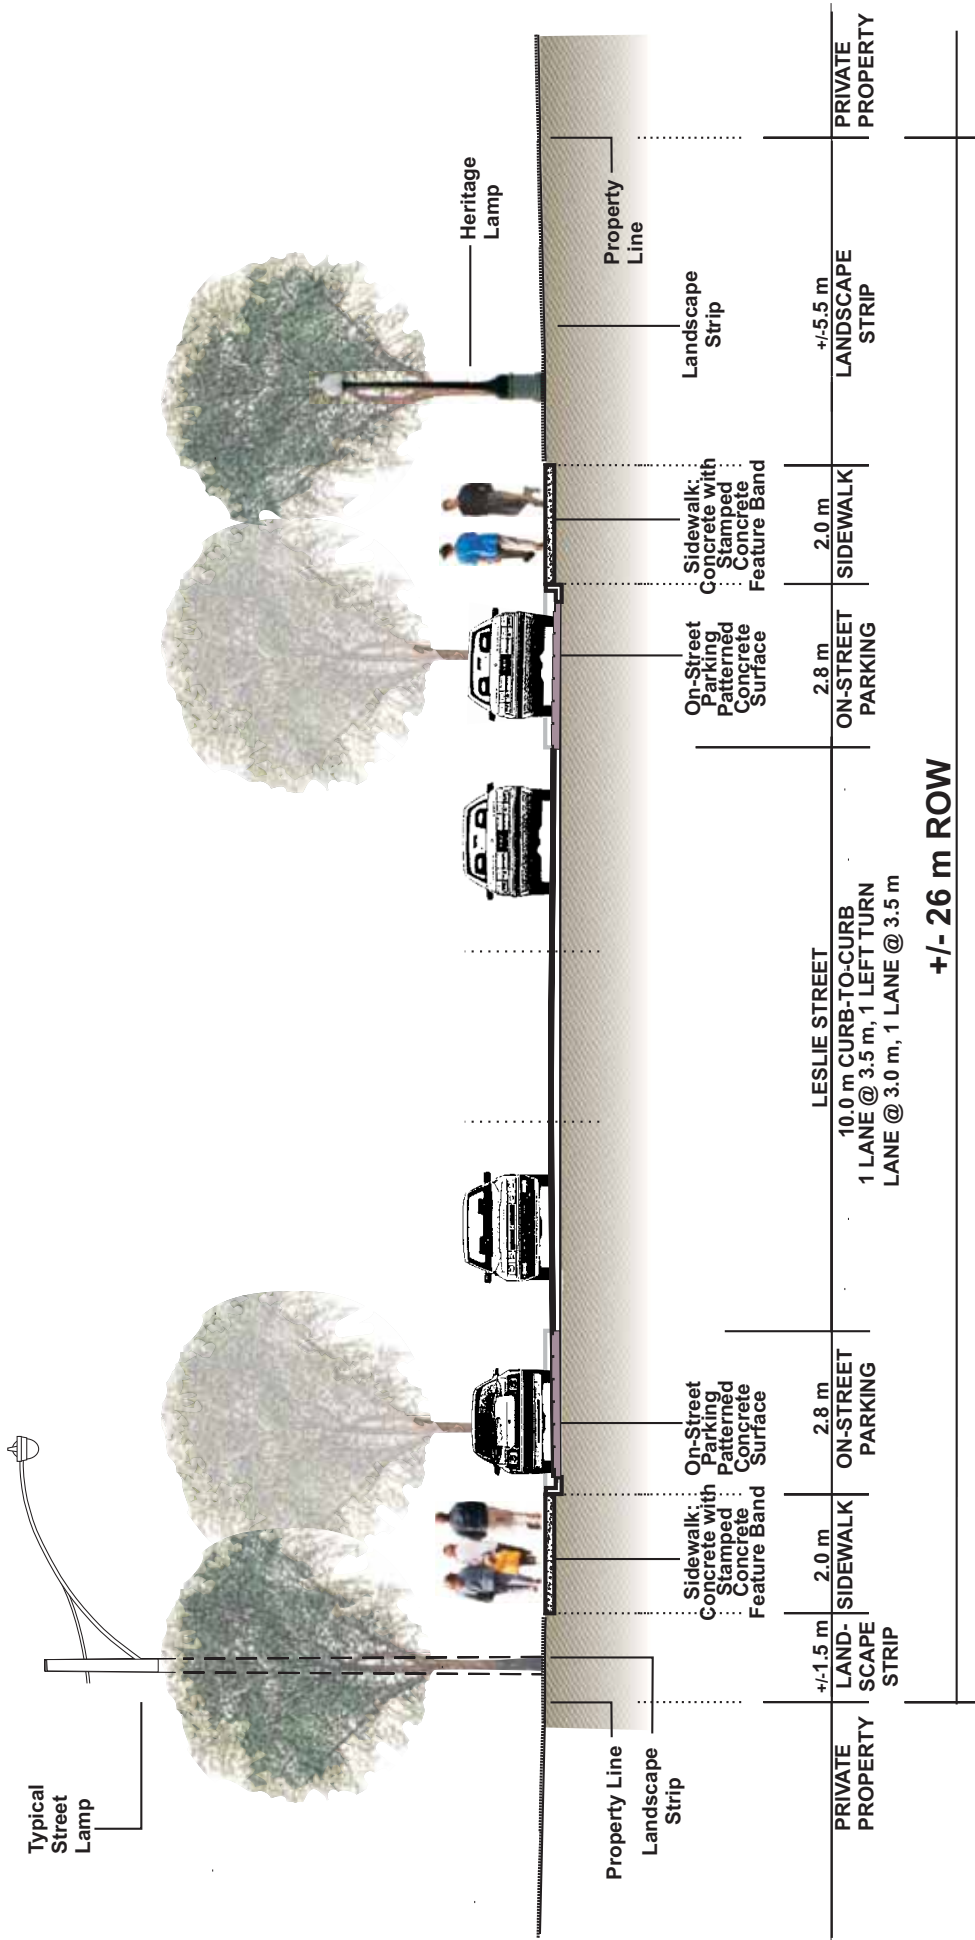 Typical
Street
Lamp
Heritage
Lamp
Property Line
Landscape
Strip
Sidewalk:
Concrete with
Stamped
Concrete
Feature Band
On-Street
Parking
Patterned
Concrete
Surface
On-Street
Parking
Patterned
Concrete
Surface
Sidewalk:
Concrete with
Stamped
Concrete
Feature Band
Landscape
Strip
Property
Line
PRIVATE
PROPERTY
+/-1.5 m
LAND-
SCAPE
STRIP
2.0 m
SIDEWALK
2.8 m
ON-STREET
PARKING
LESLIE STREET
10.0 m CURB-TO-CURB
1 LANE @ 3.5 m, 1 LEFT TURN
LANE @ 3.0 m, 1 LANE @ 3.5 m
2.8 m
ON-STREET
PARKING
2.0 m
SIDEWALK
+/-5.5 m
LANDSCAPE
STRIP
PRIVATE
PROPERTY
+/- 26 m ROW